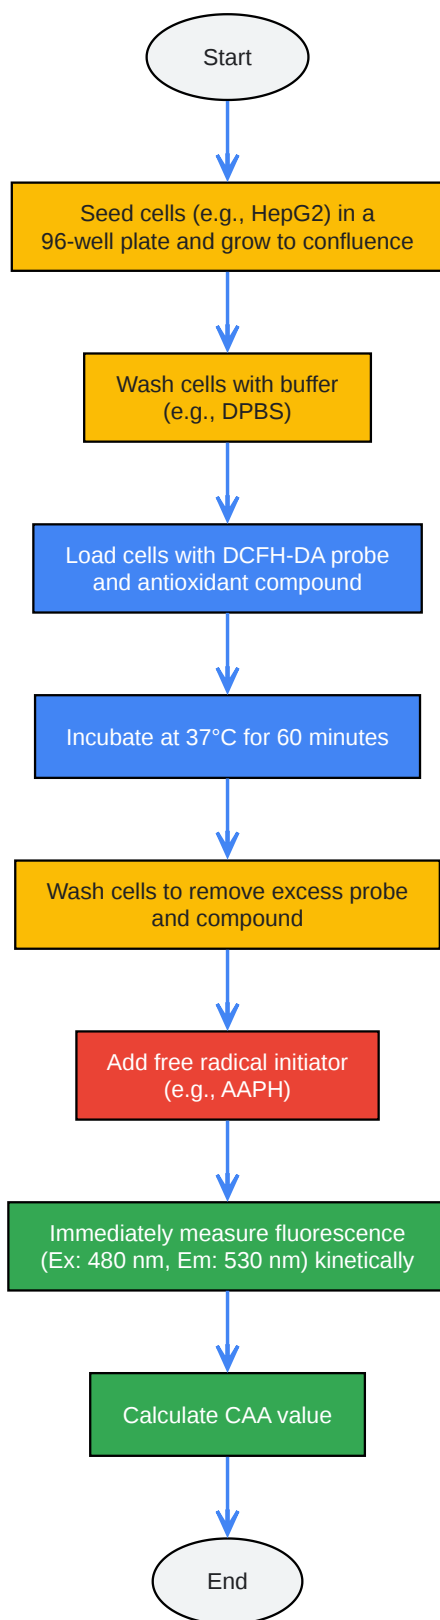 Start
Seed cells (e.g., HepG2) in a
96-well plate and grow to confluence
Wash cells with buffer
(e.g., DPBS)
Load cells with DCFH-DA probe
and antioxidant compound
Incubate at 37°C for 60 minutes
Wash cells to remove excess probe
and compound
Add free radical initiator
(e.g., AAPH)
Immediately measure fluorescence
(Ex: 480 nm, Em: 530 nm) kinetically
Calculate CAA value
End